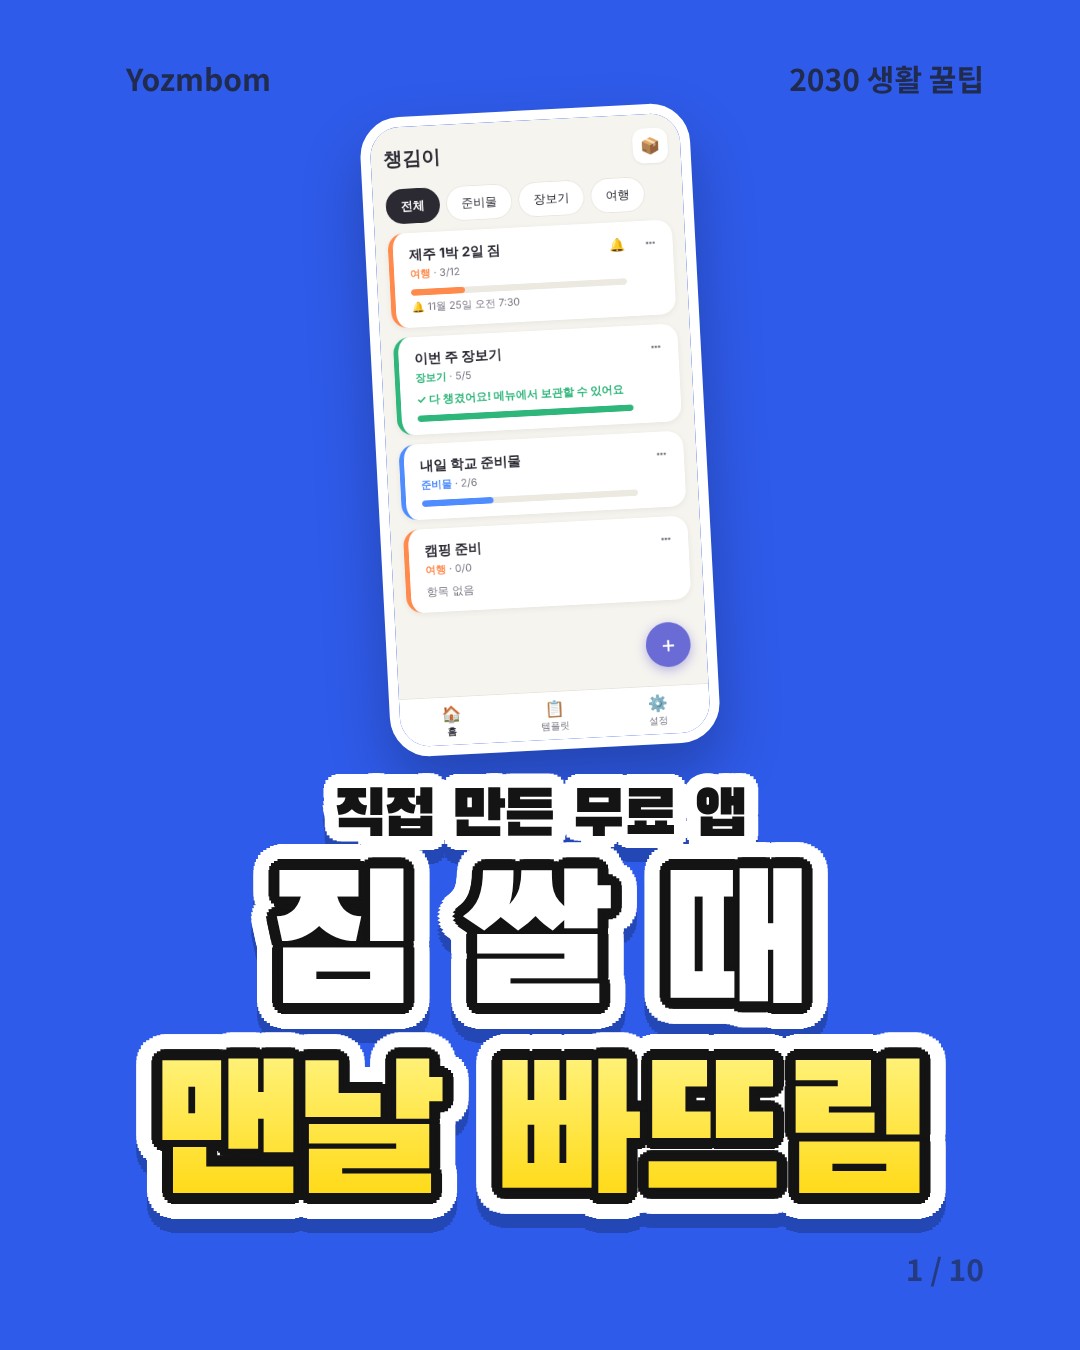 Yozmbom
2030 생활 꿀팁
챙김이
전체 준비물 장보기 여행
제주 1박 2일 짐
여행 · 3/12
11월 25일 오전 7:30
이번 주 장보기
장보기 · 5/5
✓ 다 챙겼어요! 메뉴에서 보관할 수 있어요
내일 학교 준비물
준비물 · 2/6
캠핑 준비
여행 · 0/0
항목 없음
+
홈 템플릿 설정
직접 만든 무료 앱
짐 쌀 때
맨날 빠뜨림
1 / 10